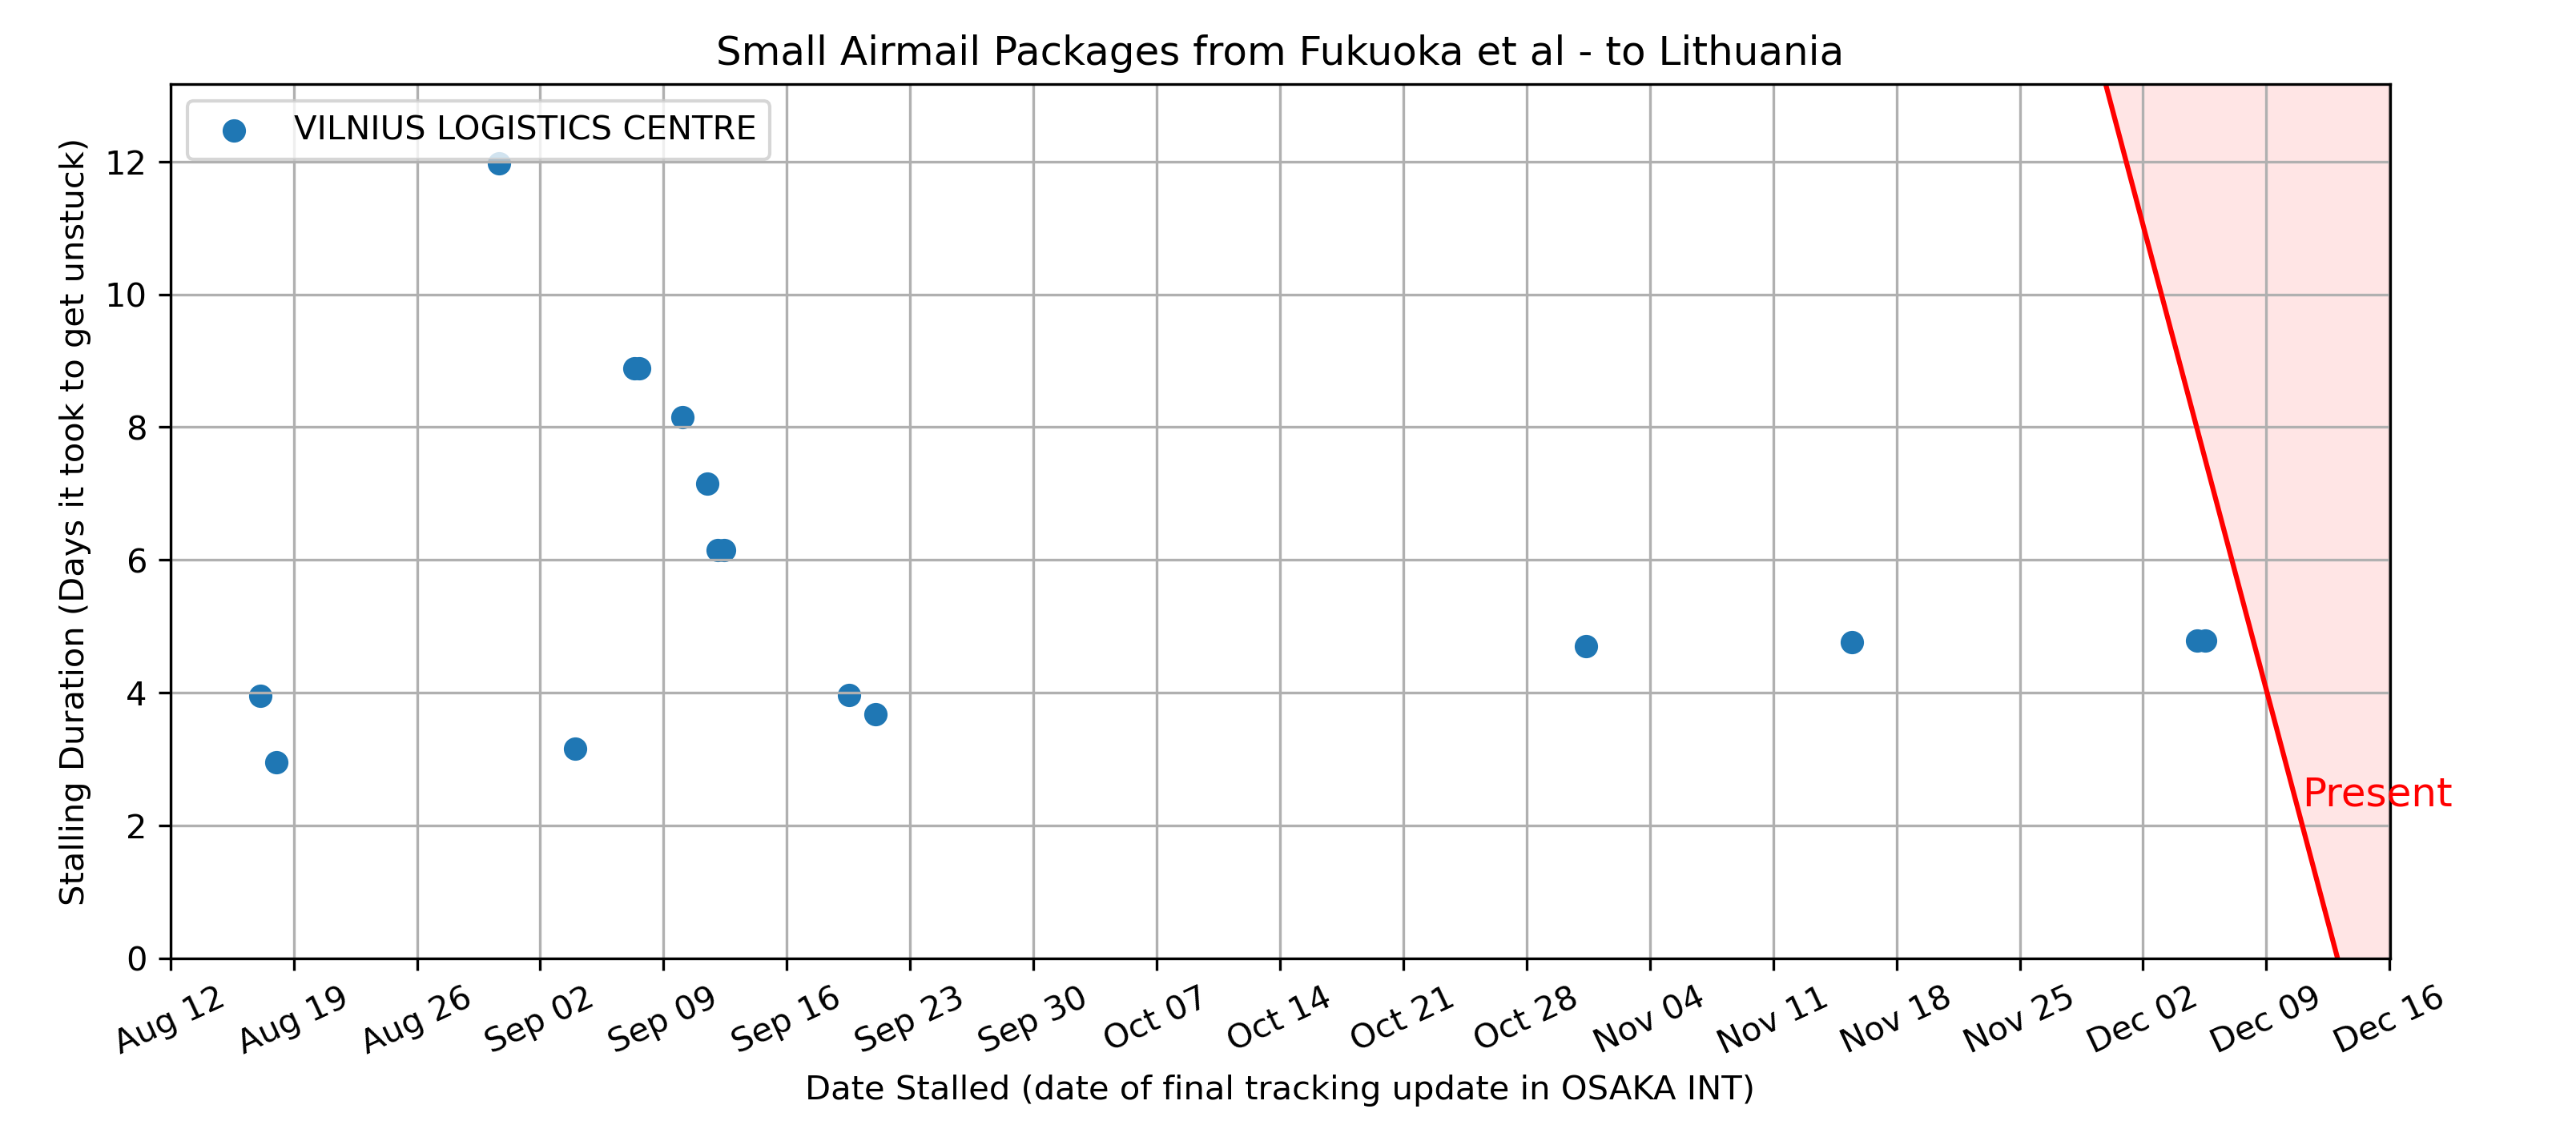 Small Airmail Packages from Fukuoka et al - to Lithuania
VILNIUS LOGISTICS CENTRE
Stalling Duration (Days it took to get unstuck)
12
10
8
6
4
2
0
Present
Aug 12
Aug 19
Aug 26
Sep 02
Sep 09
Sep 16
Sep 23
Sep 30
Oct 07
Oct 14
Oct 21
Oct 28
Nov 04
Nov 11
Nov 18
Nov 25
Dec 02
Dec 09
Dec 16
Date Stalled (date of final tracking update in OSAKA INT)